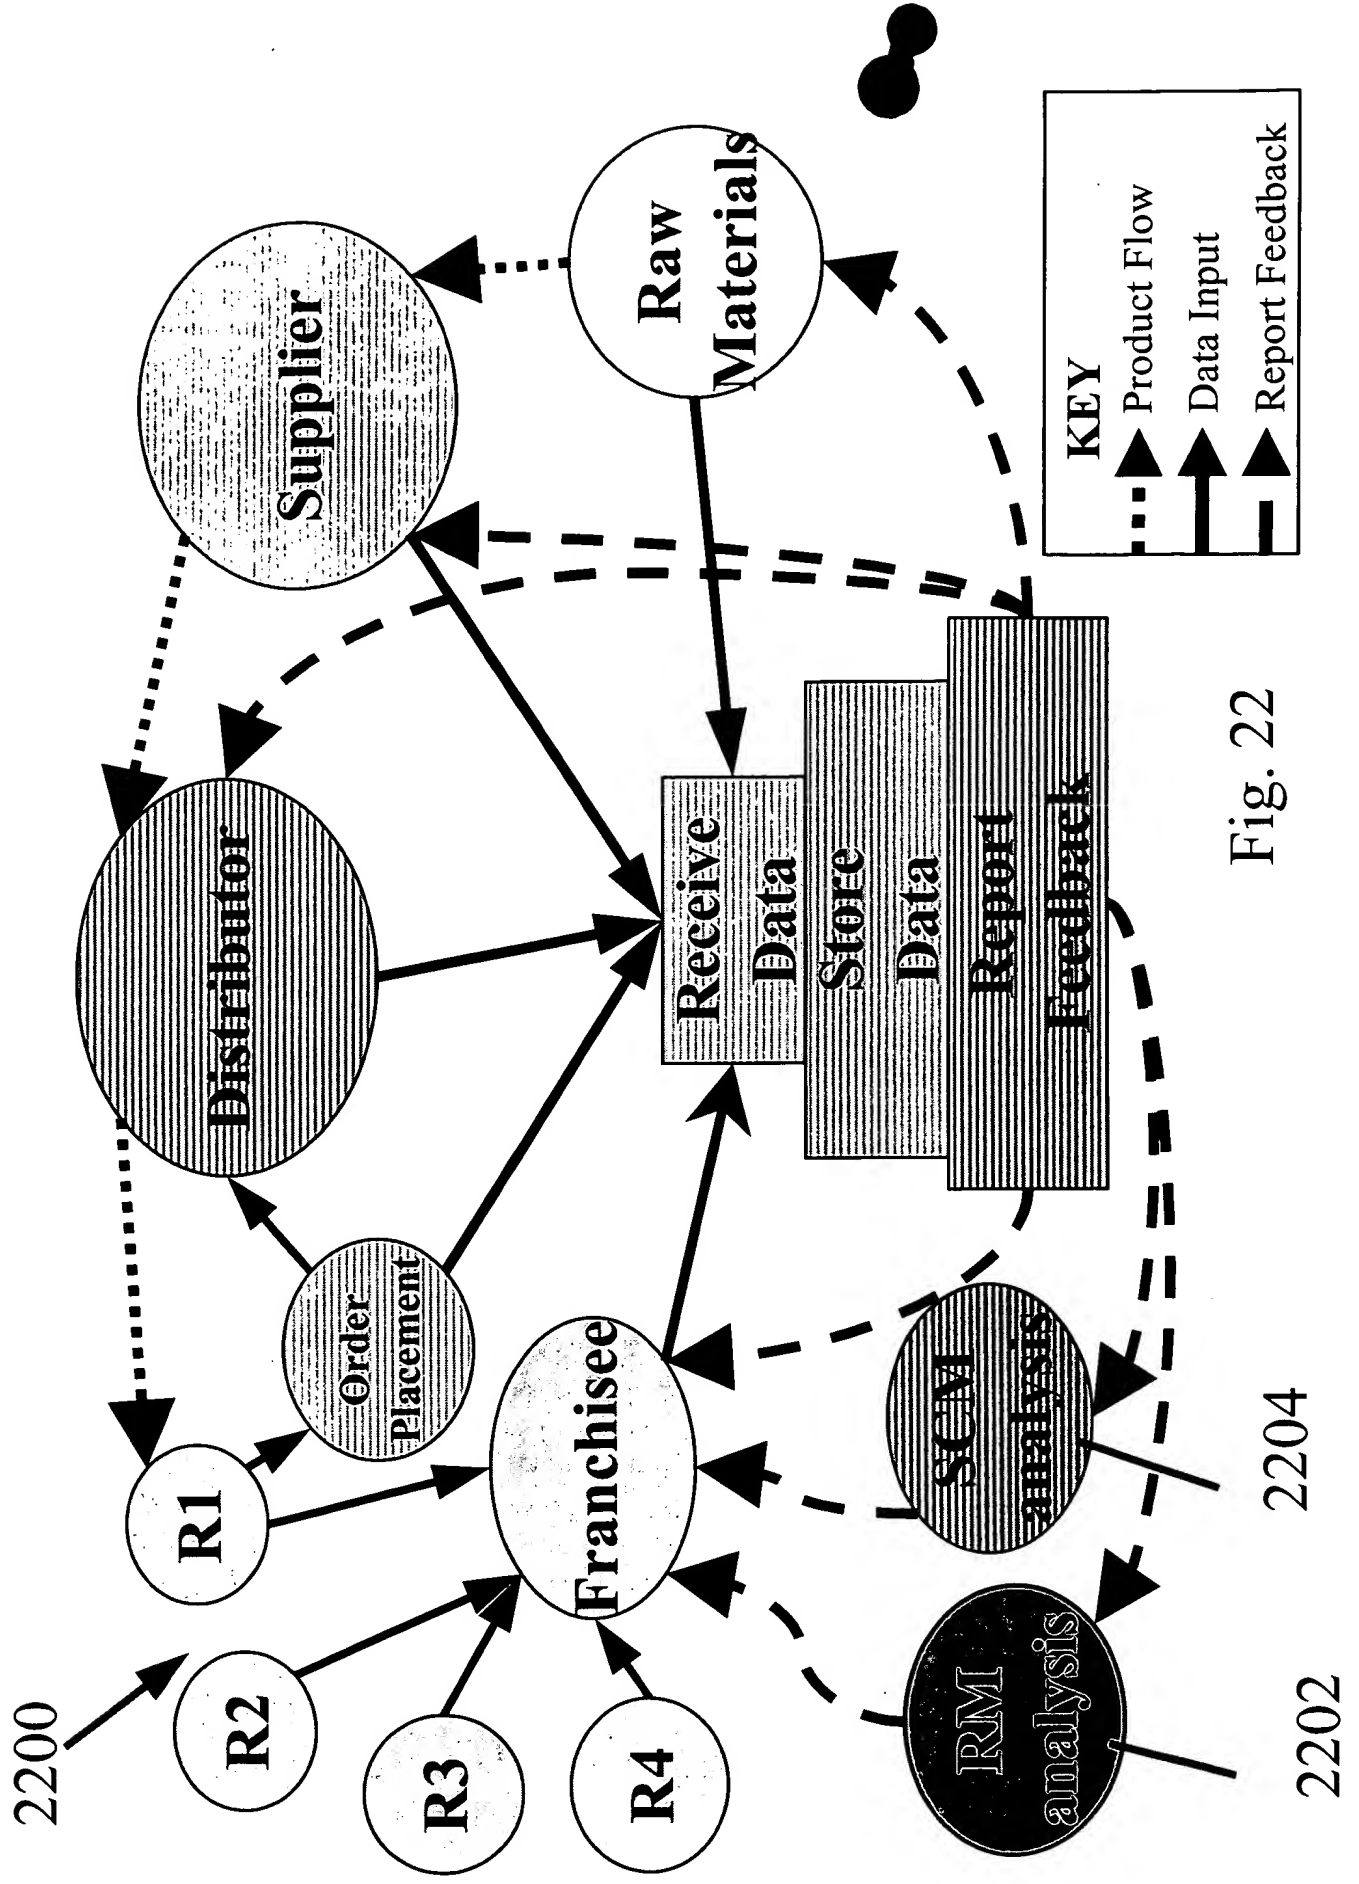 2200
R1
R2
R3
R4
Order
Placement
Distributor
Supplier
Raw
Materials
Franchisee
Receive
Data
Store
Data
Report
Feedback
RM
analysis
SCM
analysis
2202
2204
KEY
Product Flow
Data Input
Report Feedback
Fig. 22